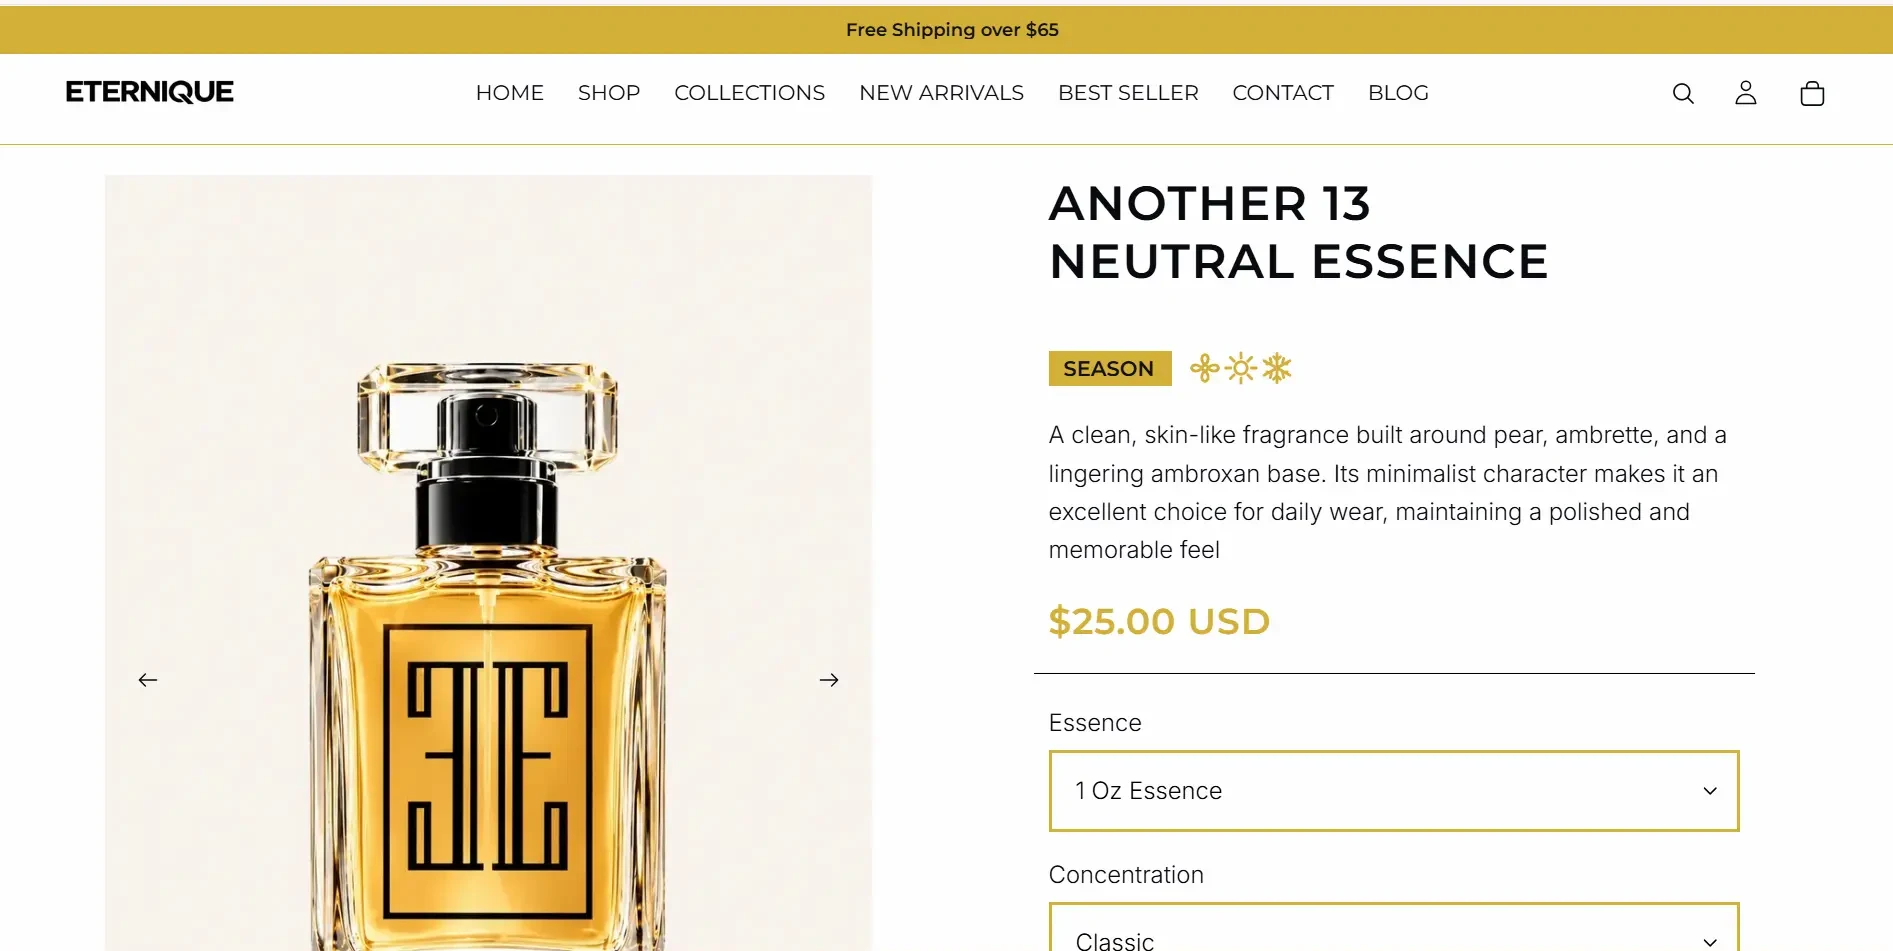 Free Shipping over $65
ETERNIQUE
HOME SHOP COLLECTIONS NEW ARRIVALS BEST SELLER CONTACT BLOG
ANOTHER 13
NEUTRAL ESSENCE
SEASON
A clean, skin-like fragrance built around pear, ambrette, and a
lingering ambroxan base. Its minimalist character makes it an
excellent choice for daily wear, maintaining a polished and
memorable feel
$25.00 USD
Essence
1 Oz Essence
Concentration
Classic